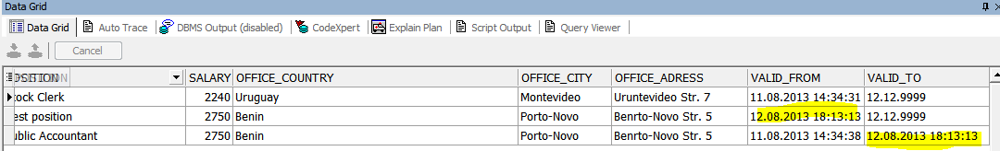 Data Grid
Data Grid Auto Trace DBMS Output (disabled) CodeXpert Explain Plan Script Output Query Viewer
Cancel
POSITION SALARY OFFICE_COUNTRY OFFICE_CITY OFFICE_ADRESS VALID_FROM VALID_TO
tock Clerk 2240 Uruguay Montevideo Uruntevideo Str. 7 11.08.2013 14:34:31 12.12.9999
est position 2750 Benin Porto-Novo Benrto-Novo Str. 5 12.08.2013 18:13:13 12.12.9999
ublic Accountant 2750 Benin Porto-Novo Benrto-Novo Str. 5 11.08.2013 14:34:38 12.08.2013 18:13:13